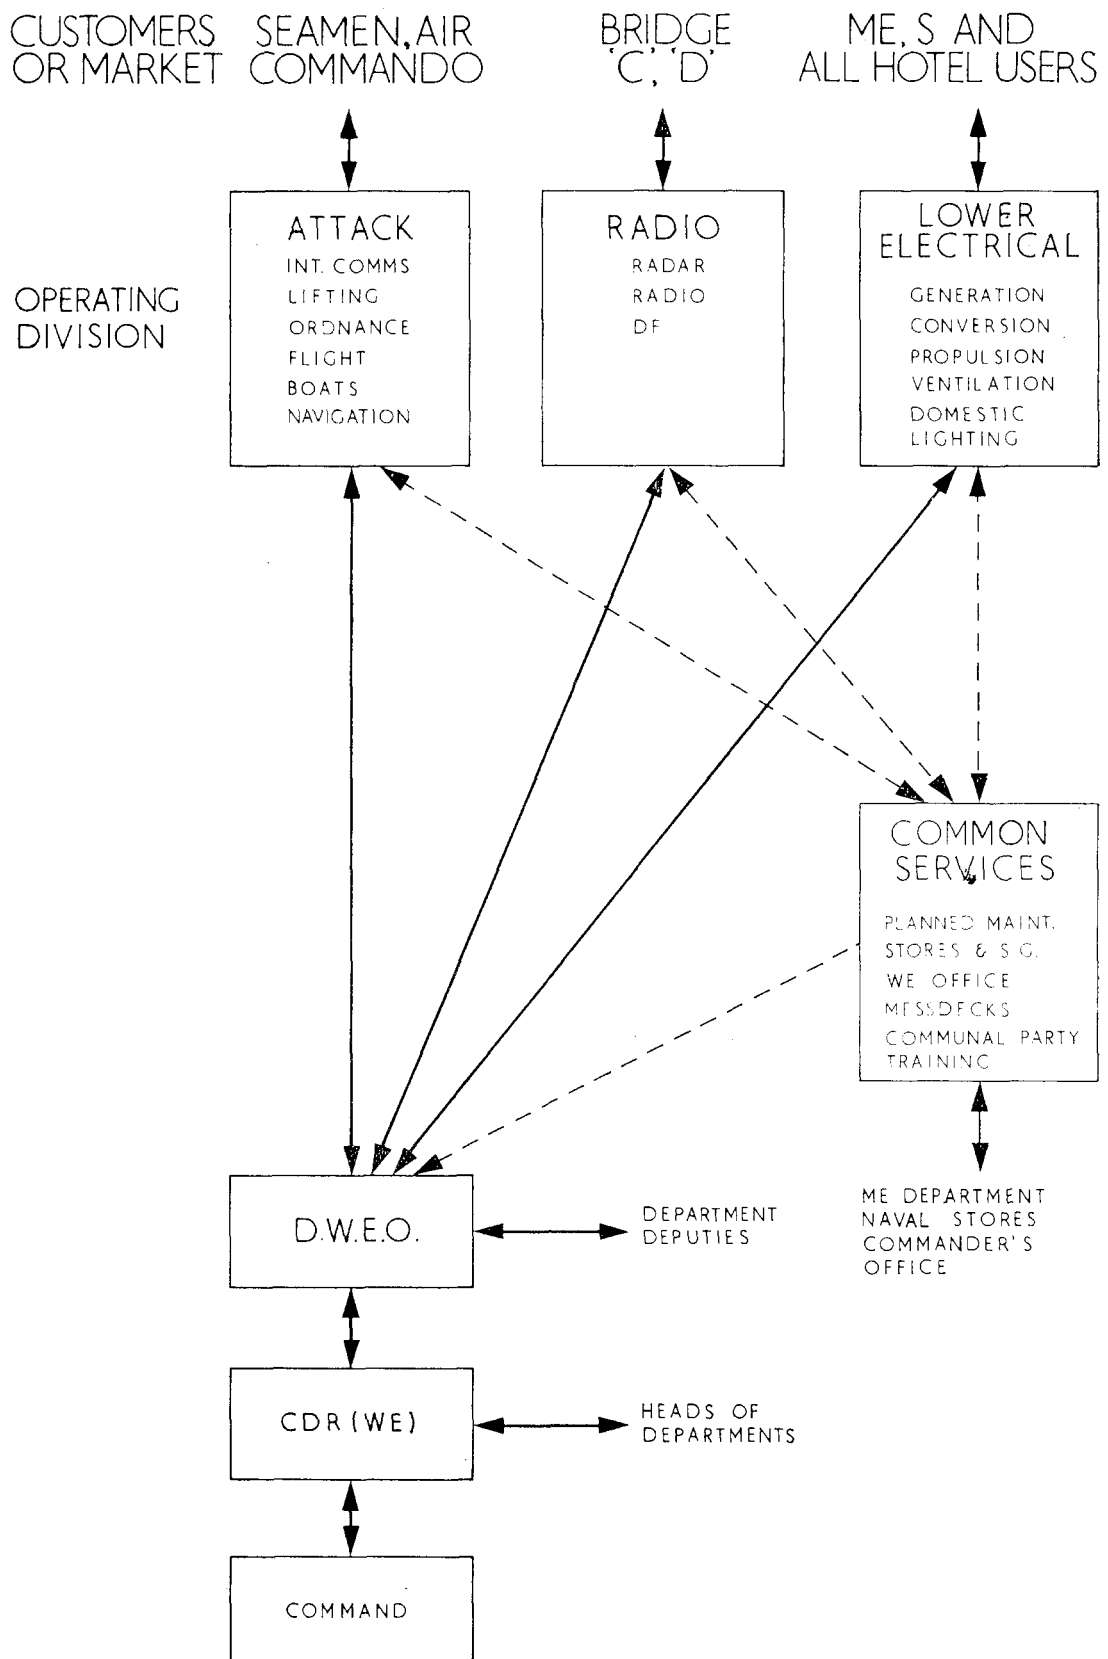 CUSTOMERS
OR MARKET
SEAMEN, AIR
COMMANDO
BRIDGE
'C', 'D'
ME, S AND
ALL HOTEL USERS
OPERATING
DIVISION
ATTACK
INT. COMMS
LIFTING
ORDNANCE
FLIGHT
BOATS
NAVIGATION
RADIO
RADAR
RADIO
DF
LOWER
ELECTRICAL
GENERATION
CONVERSION
PROPULSION
VENTILATION
DOMESTIC
LIGHTING
COMMON
SERVICES
PLANNED MAINT.
STORES & S.G.
WE OFFICE
MESSDECKS
COMMUNAL PARTY
TRAINING
D.W.E.O.
DEPARTMENT
DEPUTIES
ME DEPARTMENT
NAVAL STORES
COMMANDER'S
OFFICE
CDR (WE)
HEADS OF
DEPARTMENTS
COMMAND